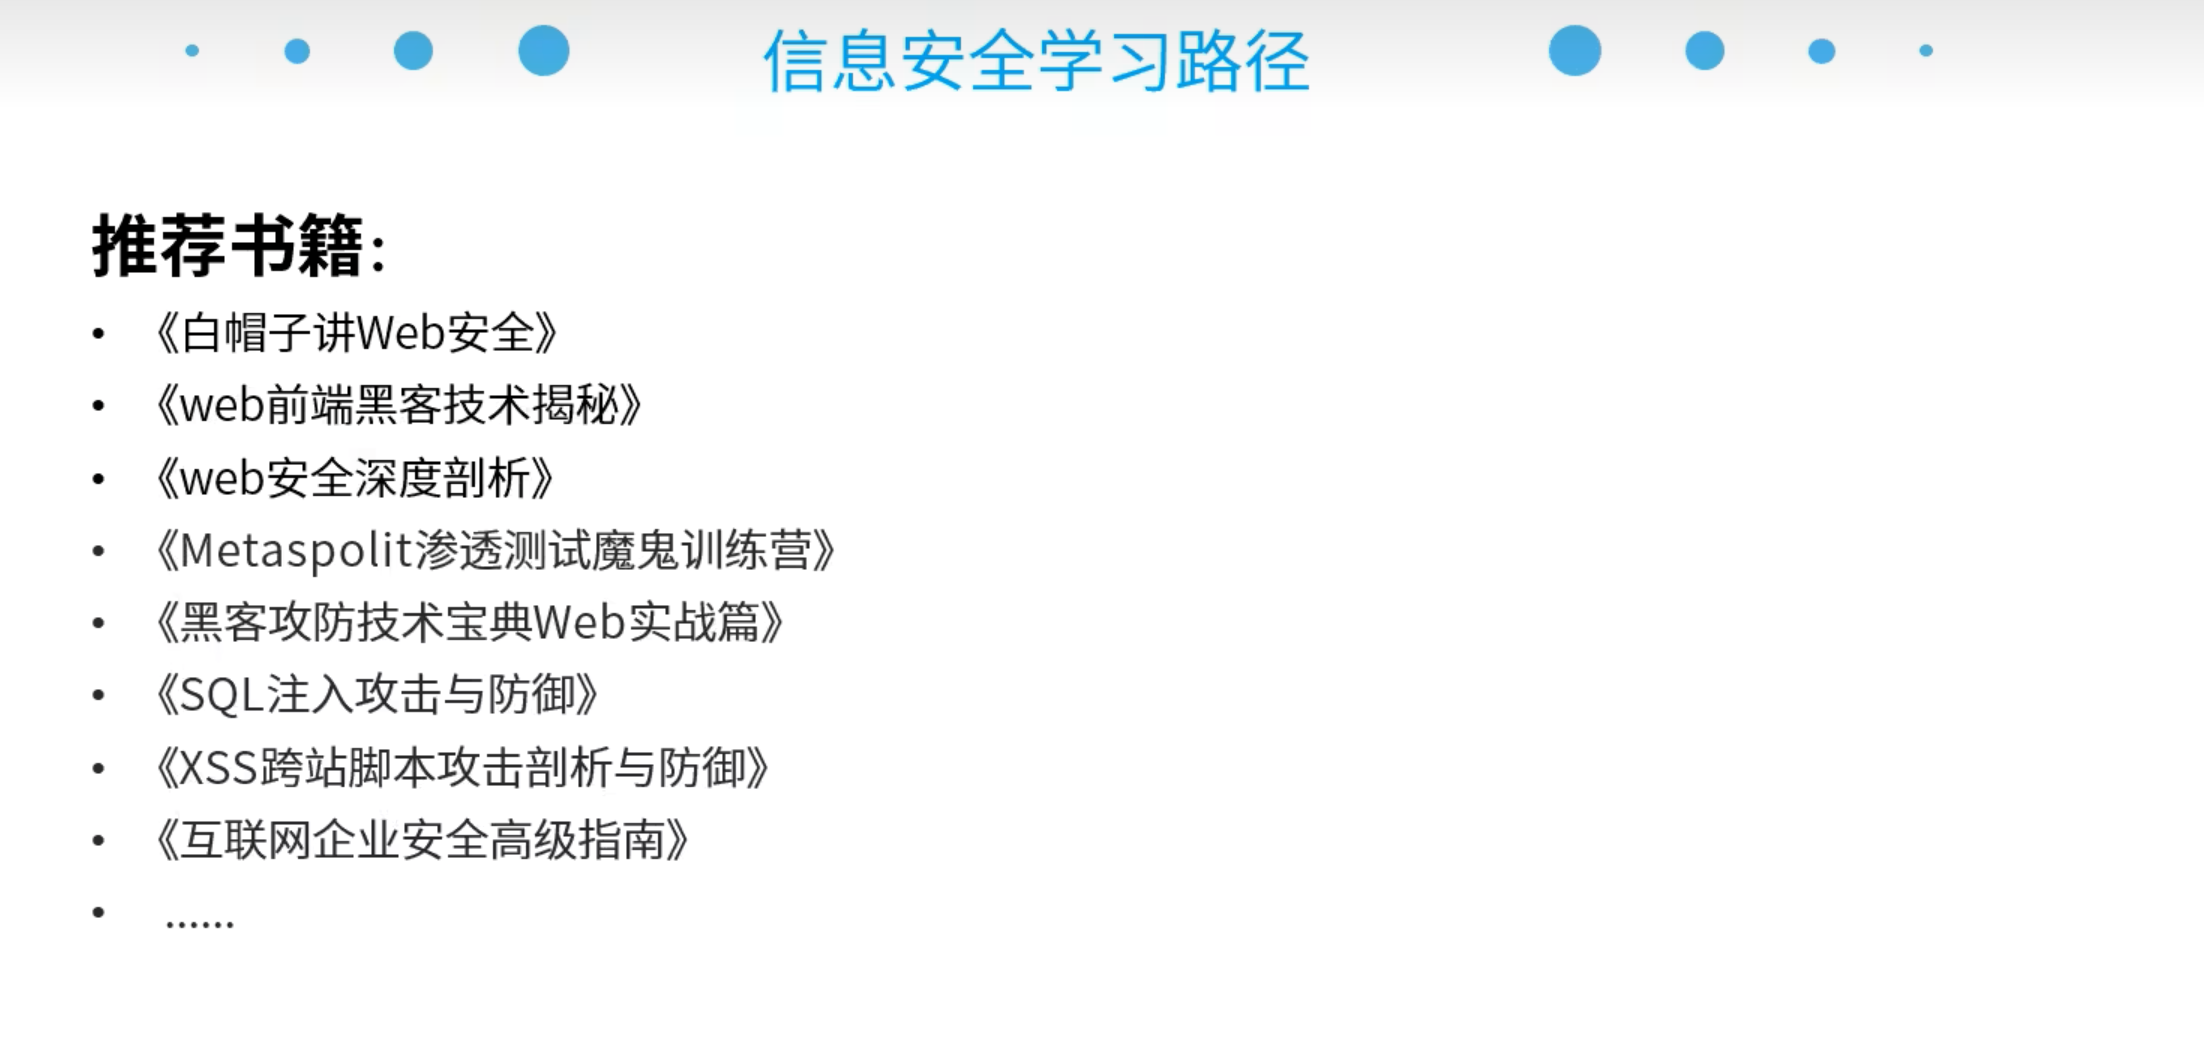 信息安全学习路径
推荐书籍：
• 《白帽子讲Web安全》
• 《web前端黑客技术揭秘》
• 《web安全深度剖析》
• 《Metaspolit渗透测试魔鬼训练营》
• 《黑客攻防技术宝典Web实战篇》
• 《SQL注入攻击与防御》
• 《XSS跨站脚本攻击剖析与防御》
• 《互联网企业安全高级指南》
• ......